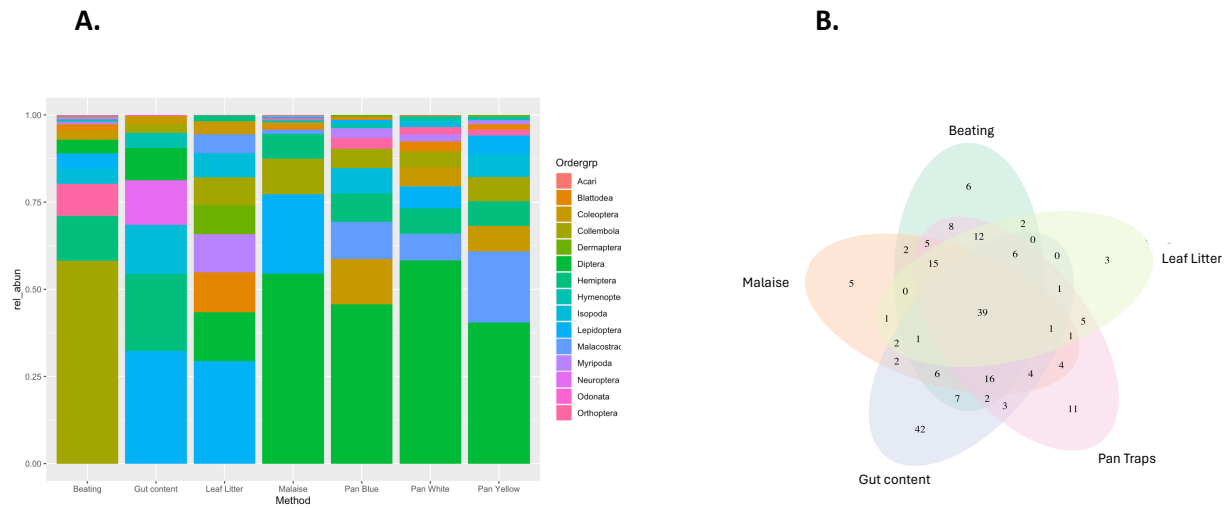 A.
B.
1.00
0.75
0.50
0.25
0.00
rel_abun
Beating
Gut content
Leaf Litter
Malaise
Pan Blue
Pan White
Pan Yellow
Method
Ordergrp
Acari
Blattodea
Coleoptera
Collembola
Dermaptera
Diptera
Hemiptera
Hymenopte
Isopoda
Lepidoptera
Malacostrac
Myripoda
Neuroptera
Odonata
Orthoptera
Beating
6
2
8
12
0
2
5
6
0
3
Leaf Litter
15
Malaise
5
0
1
39
1
5
1
1
1
2
2
6
16
4
4
7
2
3
11
42
Pan Traps
Gut content